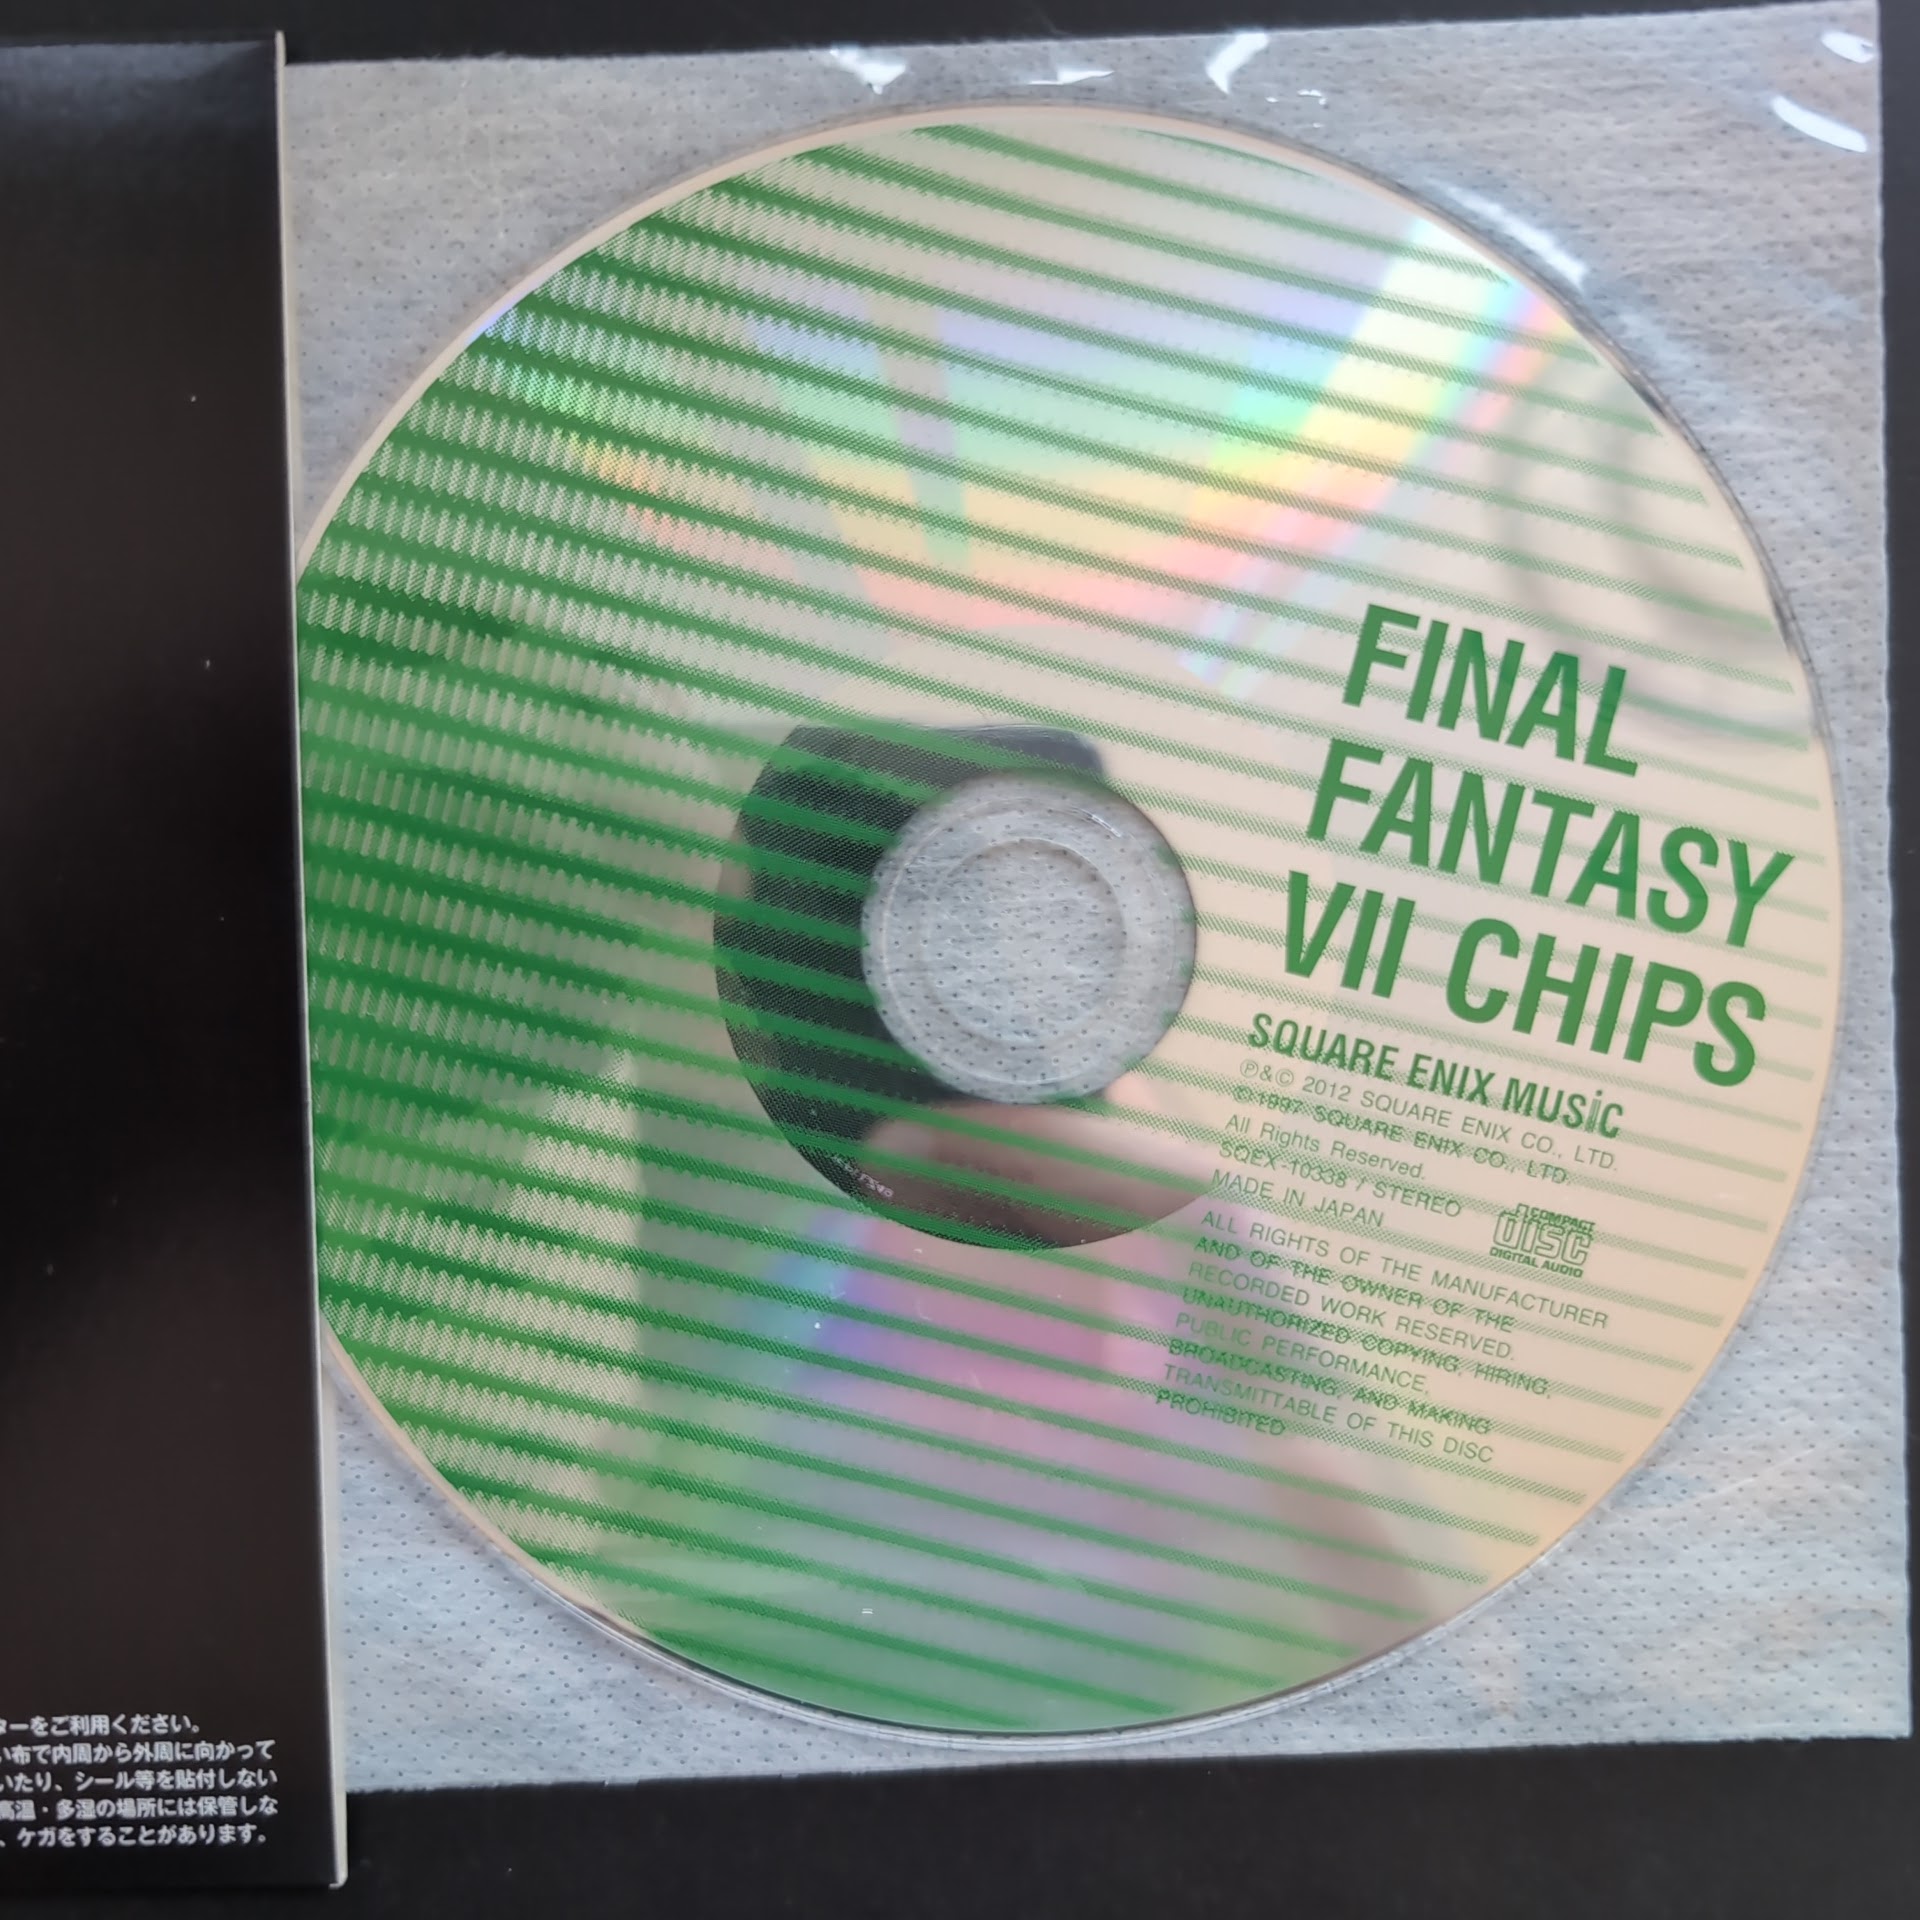 FINAL
FANTASY
VII CHIPS
SQUARE ENIX MUSiC
℗&© 2012 SQUARE ENIX CO., LTD.
©1997 SQUARE ENIX CO., LTD.
All Rights Reserved.
SQEX-10338 / STEREO
MADE IN JAPAN
COMPACT
disc
DIGITAL AUDIO
ALL RIGHTS OF THE MANUFACTURER
AND OF THE OWNER OF THE
RECORDED WORK RESERVED.
UNAUTHORIZED COPYING, HIRING,
PUBLIC PERFORMANCE,
BROADCASTING, AND MAKING
TRANSMITTABLE OF THIS DISC
PROHIBITED
ターをご利用ください。
い布で内周から外周に向かって
いたり、シール等を貼付しない
高温・多湿の場所には保管しな
、ケガをすることがあります。